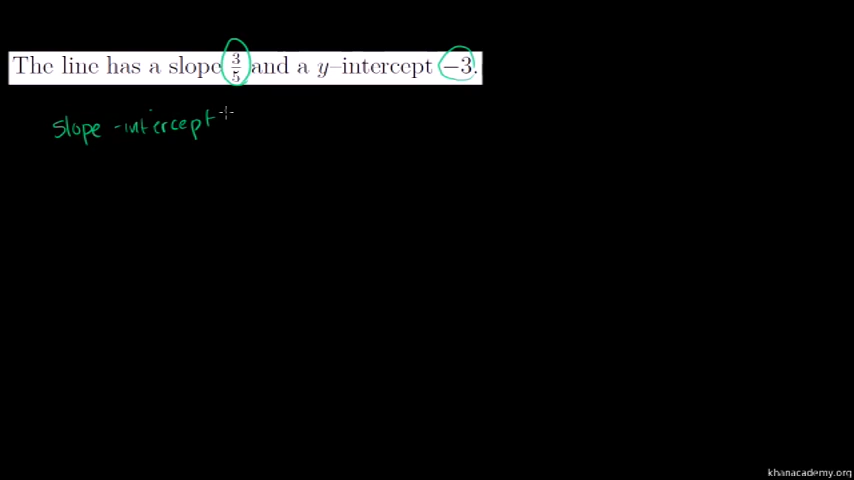 The line has a slope 3/5 and a y–intercept −3.
slope -intercept
khanacademy.org